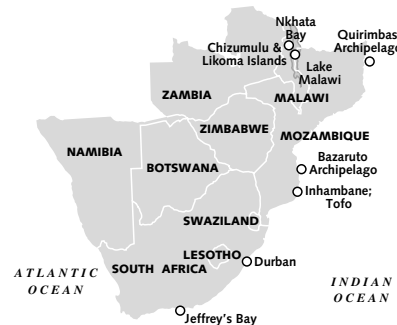 Nkhata
Bay
Quirimbas
Archipelago
Chizumulu &
Likoma Islands
Lake
Malawi
ZAMBIA
MALAWI
ZIMBABWE
MOZAMBIQUE
NAMIBIA
BOTSWANA
Bazaruto
Archipelago
Inhambane;
Tofo
SWAZILAND
LESOTHO
Durban
SOUTH AFRICA
ATLANTIC
OCEAN
INDIAN
OCEAN
Jeffrey's Bay